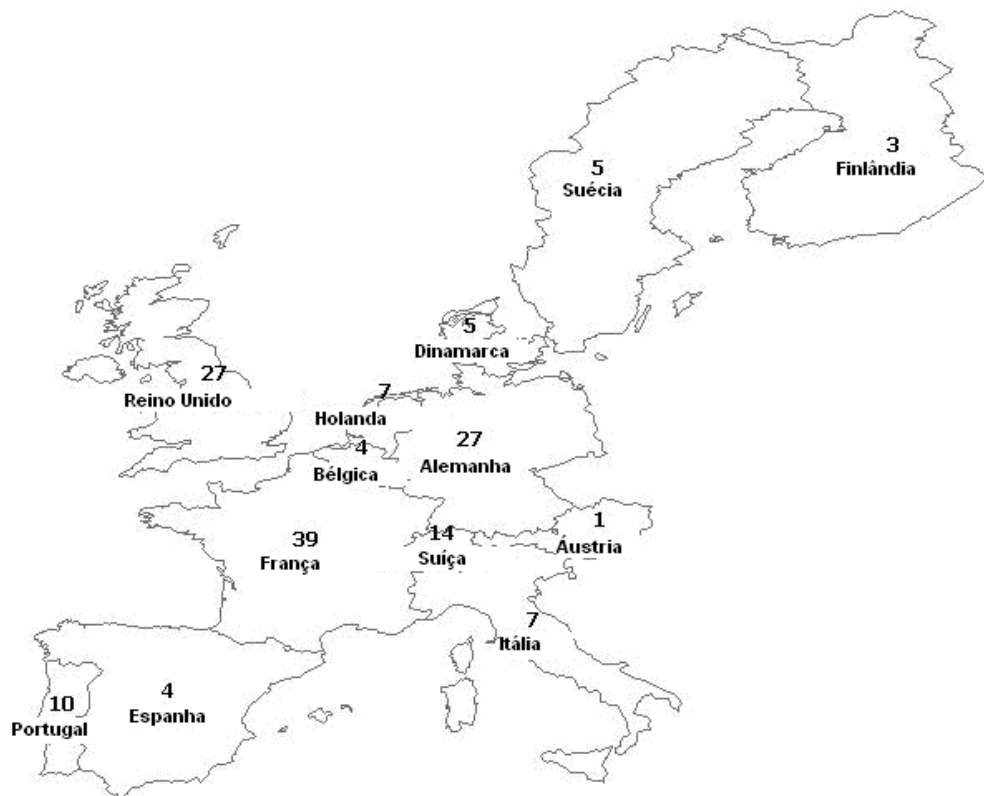 3
Finlândia
5
Suécia
5
Dinamarca
27
Reino Unido
7
Holanda
4
Bélgica
27
Alemanha
39
França
14
Suíça
1
Áustria
7
Itália
10
Portugal
4
Espanha